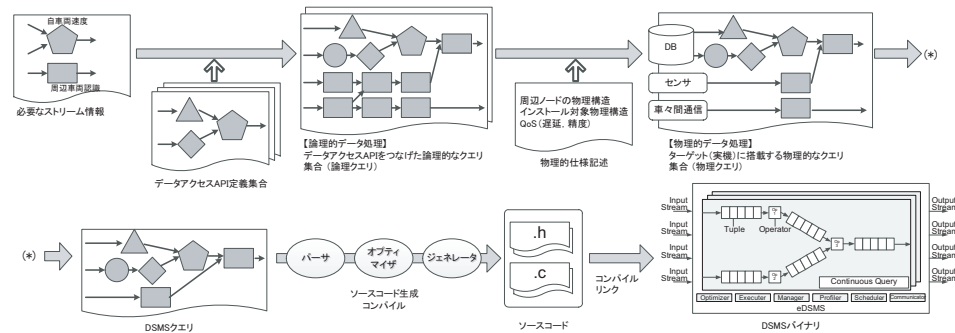 自車両速度
周辺車両認識
必要なストリーム情報
データアクセスAPI定義集合
【論理的データ処理】
データアクセスAPIをつなげた論理的なクエリ
集合 (論理クエリ)
周辺ノードの物理構造
インストール対象物理構造
QoS(遅延, 精度)
物理的仕様記述
DB
センサ
車々間通信
【物理的データ処理】
ターゲット(実機)に搭載する物理的なクエリ
集合 (物理クエリ)
(*)
(*)
DSMSクエリ
パーサ
オプティ
マイザ
ジェネレータ
ソースコード生成
コンパイル
.h
.c
ソースコード
コンパイル
リンク
Input
Stream
Input
Stream
Input
Stream
Input
Stream
Tuple
Operator
Continuous Query
Output
Stream
Output
Stream
Output
Stream
Output
Stream
Optimizer
Executer
Manager
Profiler
Scheduler
Communicator
eDSMS
DSMSバイナリ